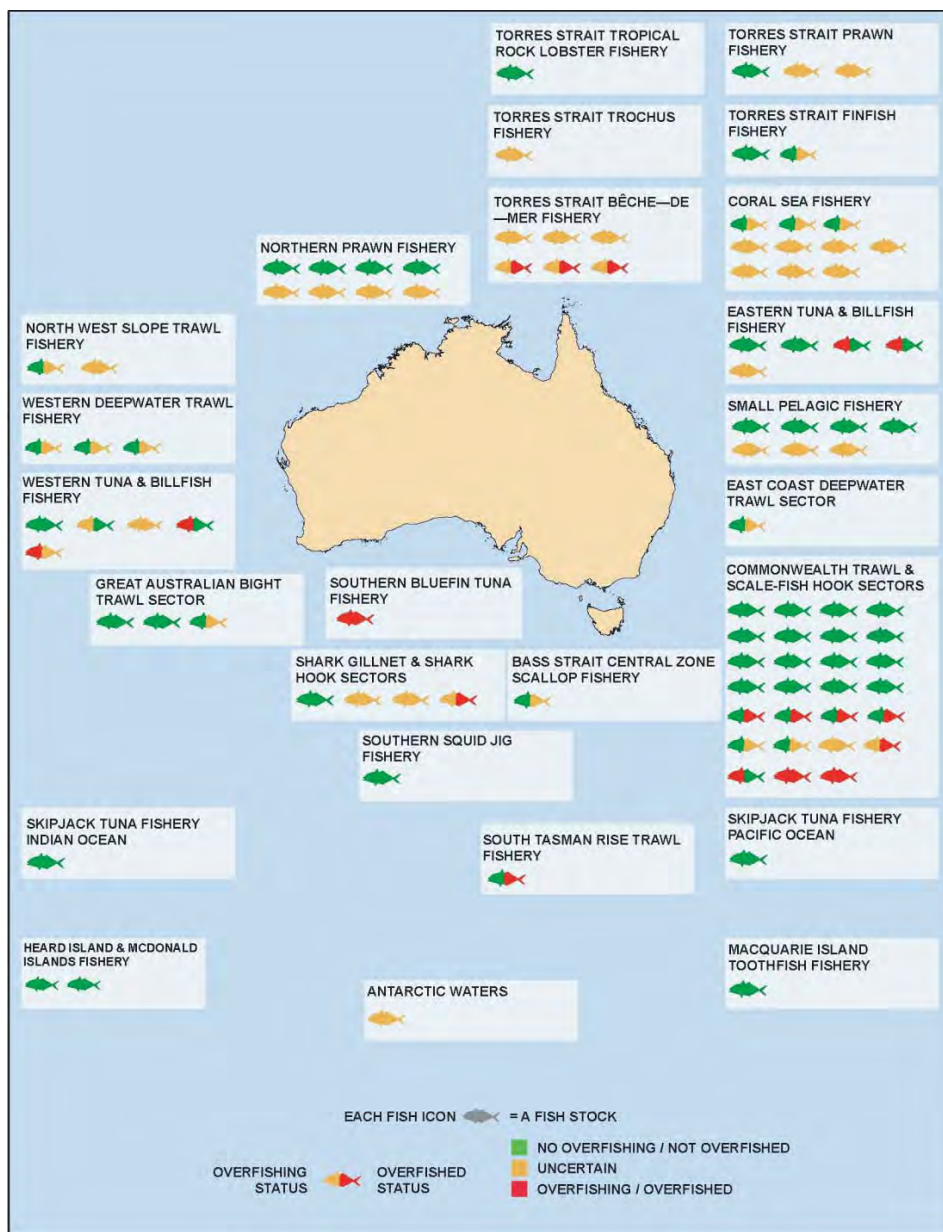 TORRES STRAIT TROPICAL
ROCK LOBSTER FISHERY
TORRES STRAIT PRAWN
FISHERY
TORRES STRAIT TROCHUS
FISHERY
TORRES STRAIT FINFISH
FISHERY
TORRES STRAIT BÊCHE—DE
—MER FISHERY
CORAL SEA FISHERY
NORTHERN PRAWN FISHERY
NORTH WEST SLOPE TRAWL
FISHERY
EASTERN TUNA & BILLFISH
FISHERY
WESTERN DEEPWATER TRAWL
FISHERY
SMALL PELAGIC FISHERY
WESTERN TUNA & BILLFISH
FISHERY
EAST COAST DEEPWATER
TRAWL SECTOR
GREAT AUSTRALIAN BIGHT
TRAWL SECTOR
SOUTHERN BLUEFIN TUNA
FISHERY
COMMONWEALTH TRAWL &
SCALE-FISH HOOK SECTORS
SHARK GILLNET & SHARK
HOOK SECTORS
BASS STRAIT CENTRAL ZONE
SCALLOP FISHERY
SOUTHERN SQUID JIG
FISHERY
SKIPJACK TUNA FISHERY
INDIAN OCEAN
SOUTH TASMAN RISE TRAWL
FISHERY
SKIPJACK TUNA FISHERY
PACIFIC OCEAN
HEARD ISLAND & MCDONALD
ISLANDS FISHERY
ANTARCTIC WATERS
MACQUARIE ISLAND
TOOTHFISH FISHERY
EACH FISH ICON = A FISH STOCK
OVERFISHING
STATUS
OVERFISHED
STATUS
NO OVERFISHING / NOT OVERFISHED
UNCERTAIN
OVERFISHING / OVERFISHED